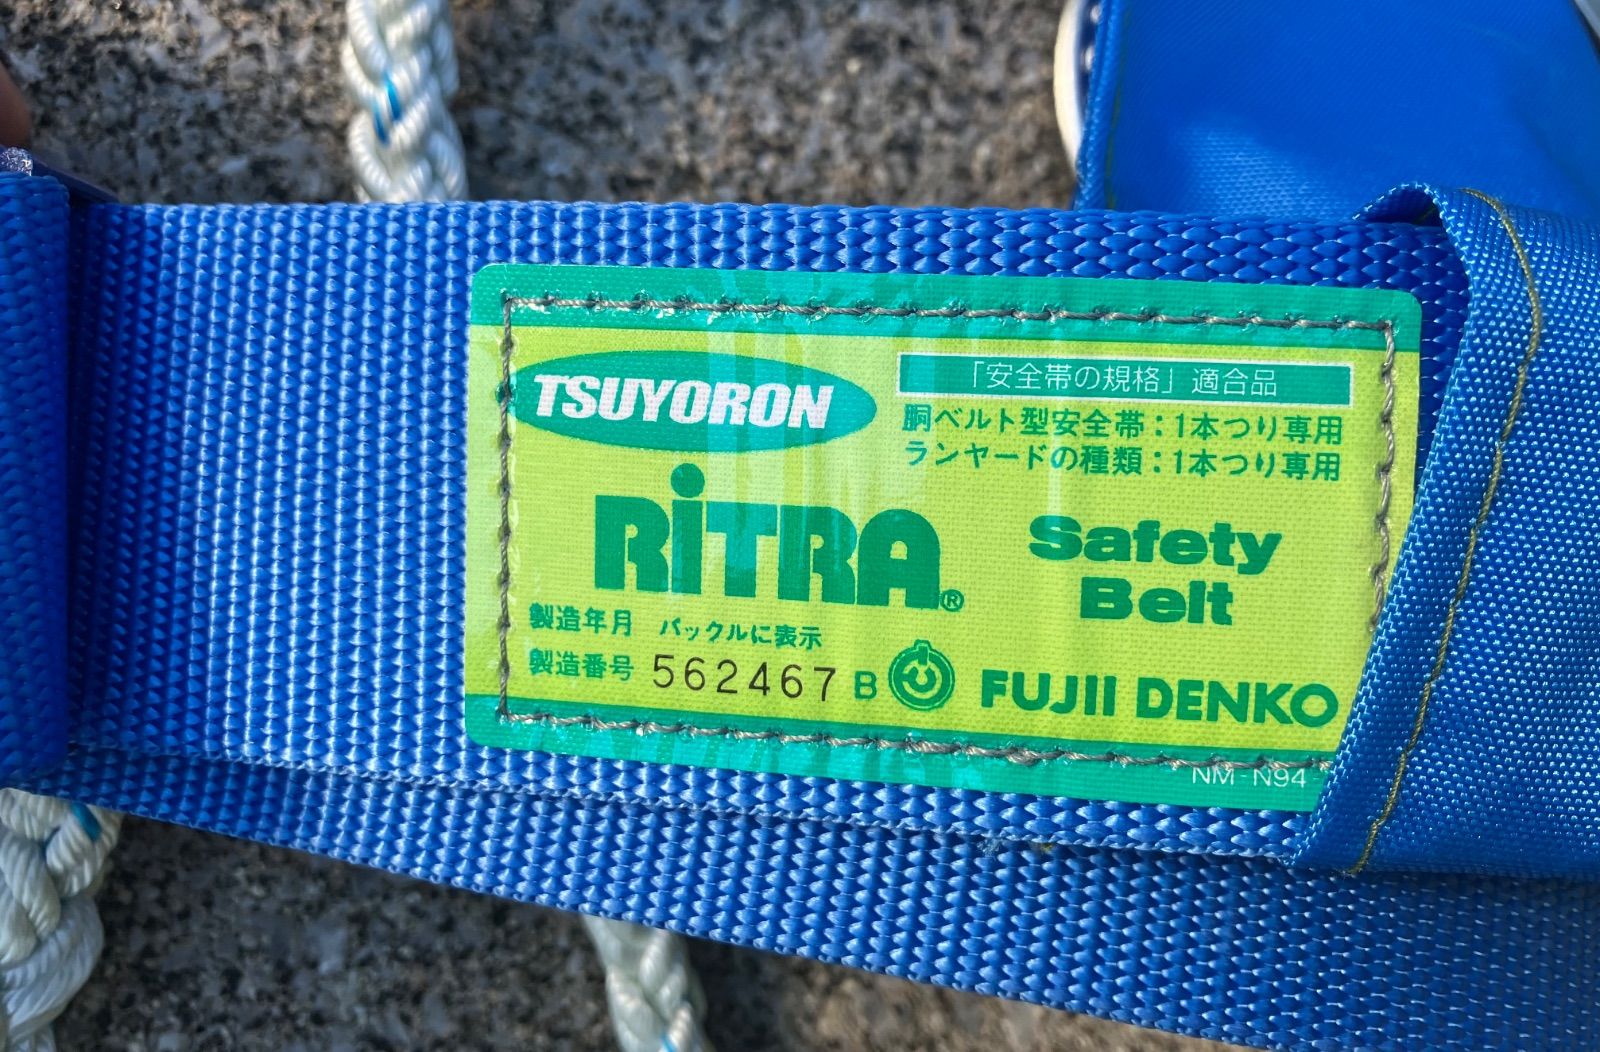 TSUYORON
「安全帯の規格」適合品
胴ベルト型安全帯：1本つり専用
ランヤードの種類：1本つり専用
RiTRA®
Safety
Belt
製造年月 バックルに表示
製造番号 562467 B
FUJII DENKO
NM-N94